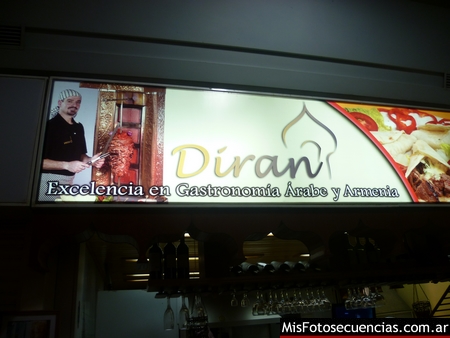 Diran
Excelencia en Gastronomía Árabe y Armenia
MisFotosecuencias.com.ar